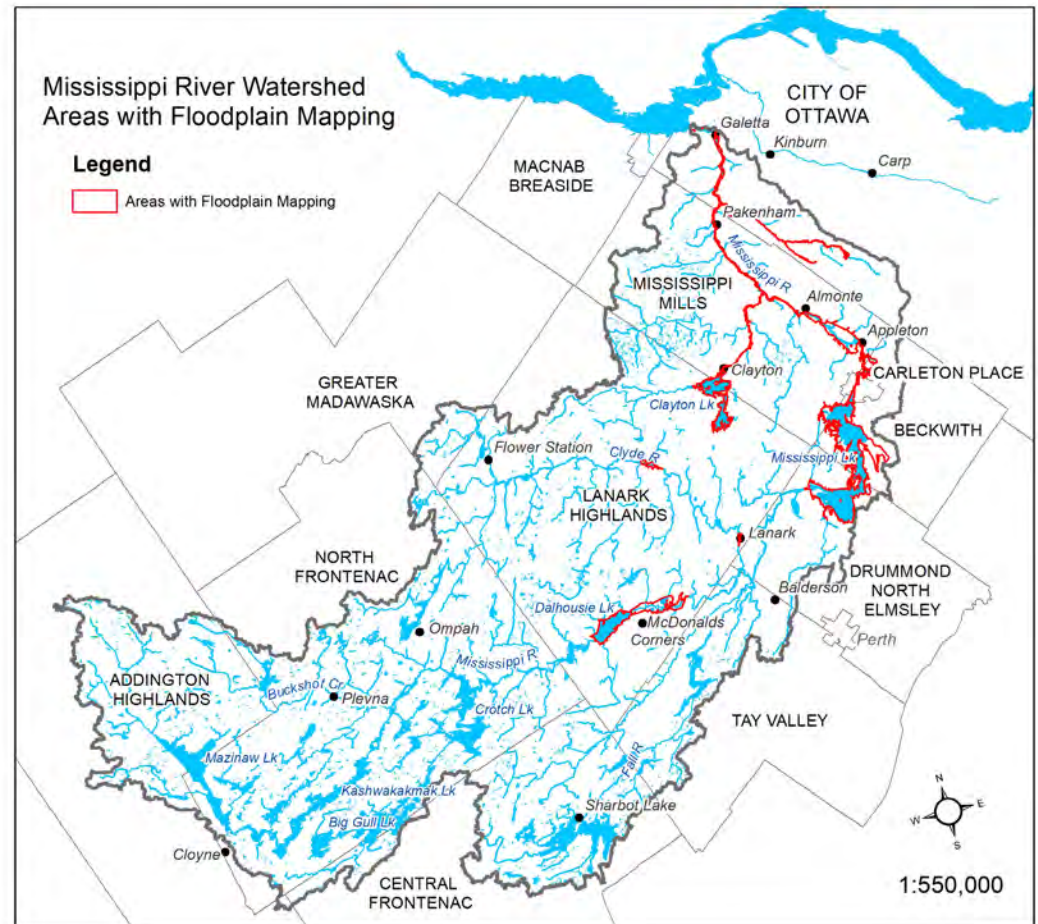 Mississippi River Watershed
Areas with Floodplain Mapping
Legend
Areas with Floodplain Mapping
CITY OF
OTTAWA
Galetta
Kinburn
Carp
MACNAB
BREASIDE
Pakenham
Mississippi R
MISSISSIPPI
MILLS
Almonte
Appleton
Clayton
CARLETON PLACE
GREATER
MADAWASKA
Clayton Lk
BECKWITH
Flower Station
Clyde R
Mississippi Lk
LANARK
HIGHLANDS
Lanark
NORTH
FRONTENAC
DRUMMOND
NORTH
ELMSLEY
Balderson
Dalhousie Lk
McDonalds
Corners
Perth
Ompah
Mississippi R
ADDINGTON
HIGHLANDS
Buckshof Cr
Plevna
Crotch Lk
TAY VALLEY
Mazinaw Lk
Fall R
Kashwakakmak Lk
Sharbot Lake
Big Gull Lk
Cloyne
CENTRAL
FRONTENAC
N
W
E
S
1:550,000